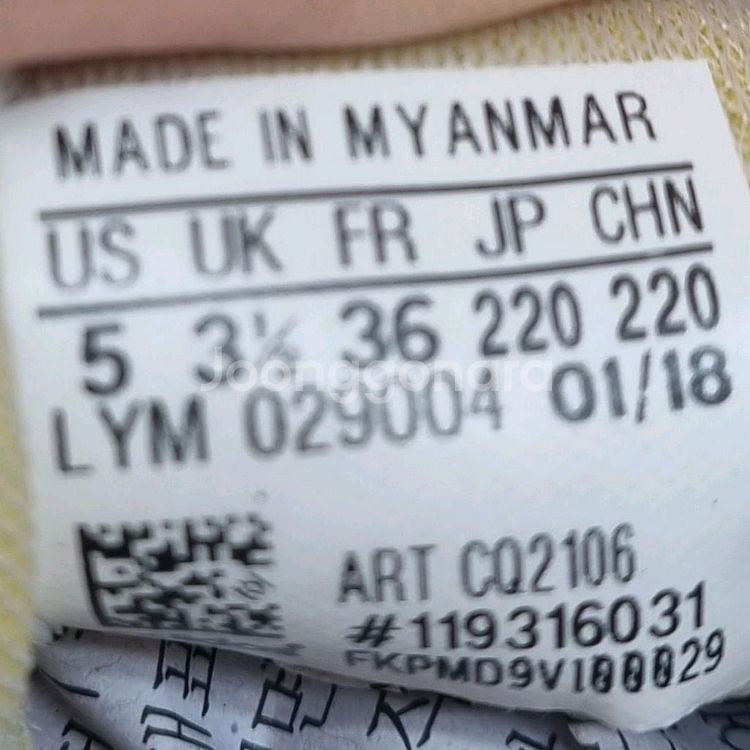 MADE IN MYANMAR
US UK FR JP CHN
5 3½ 36 220 220
LYM 029004 01/18
Joonggonara
ART CQ2106
#119316031
FKPMD9V100029